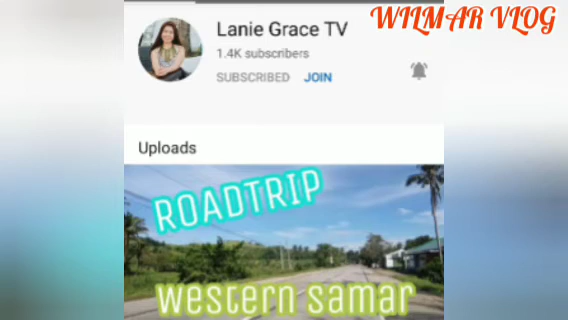 WILMAR VLOG
Lanie Grace TV
1.4K subscribers
SUBSCRIBED JOIN
Uploads
ROADTRIP
western samar